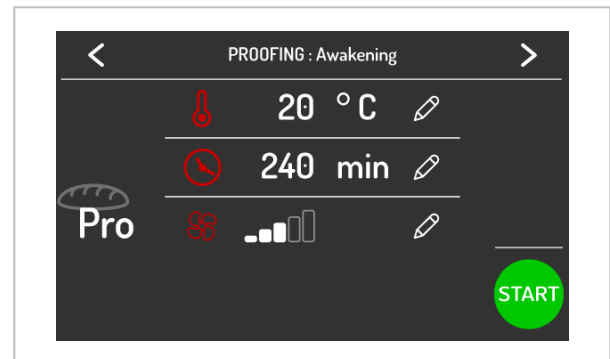 PROOFING : Awakening
20 °C
240 min
Pro
START